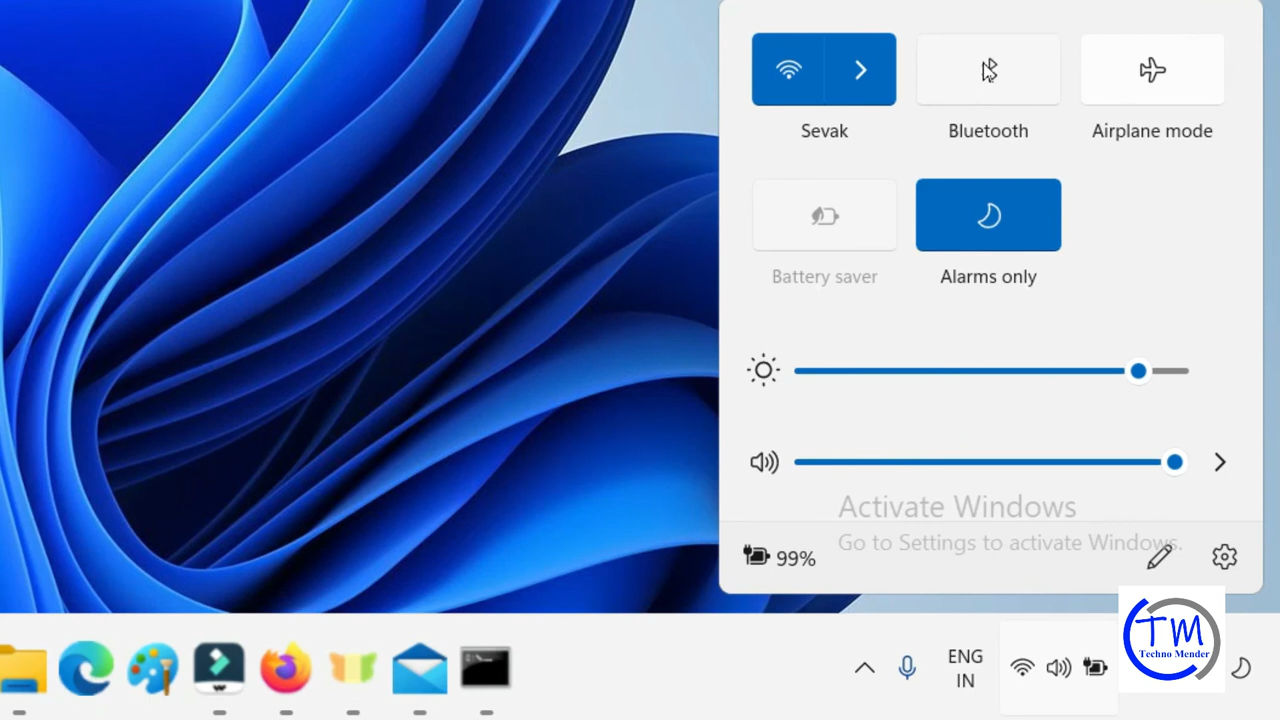 Sevak
Bluetooth
Airplane mode
Battery saver
Alarms only
Activate Windows
Go to Settings to activate Windows.
99%
ENG
IN
TM
Techno Mender